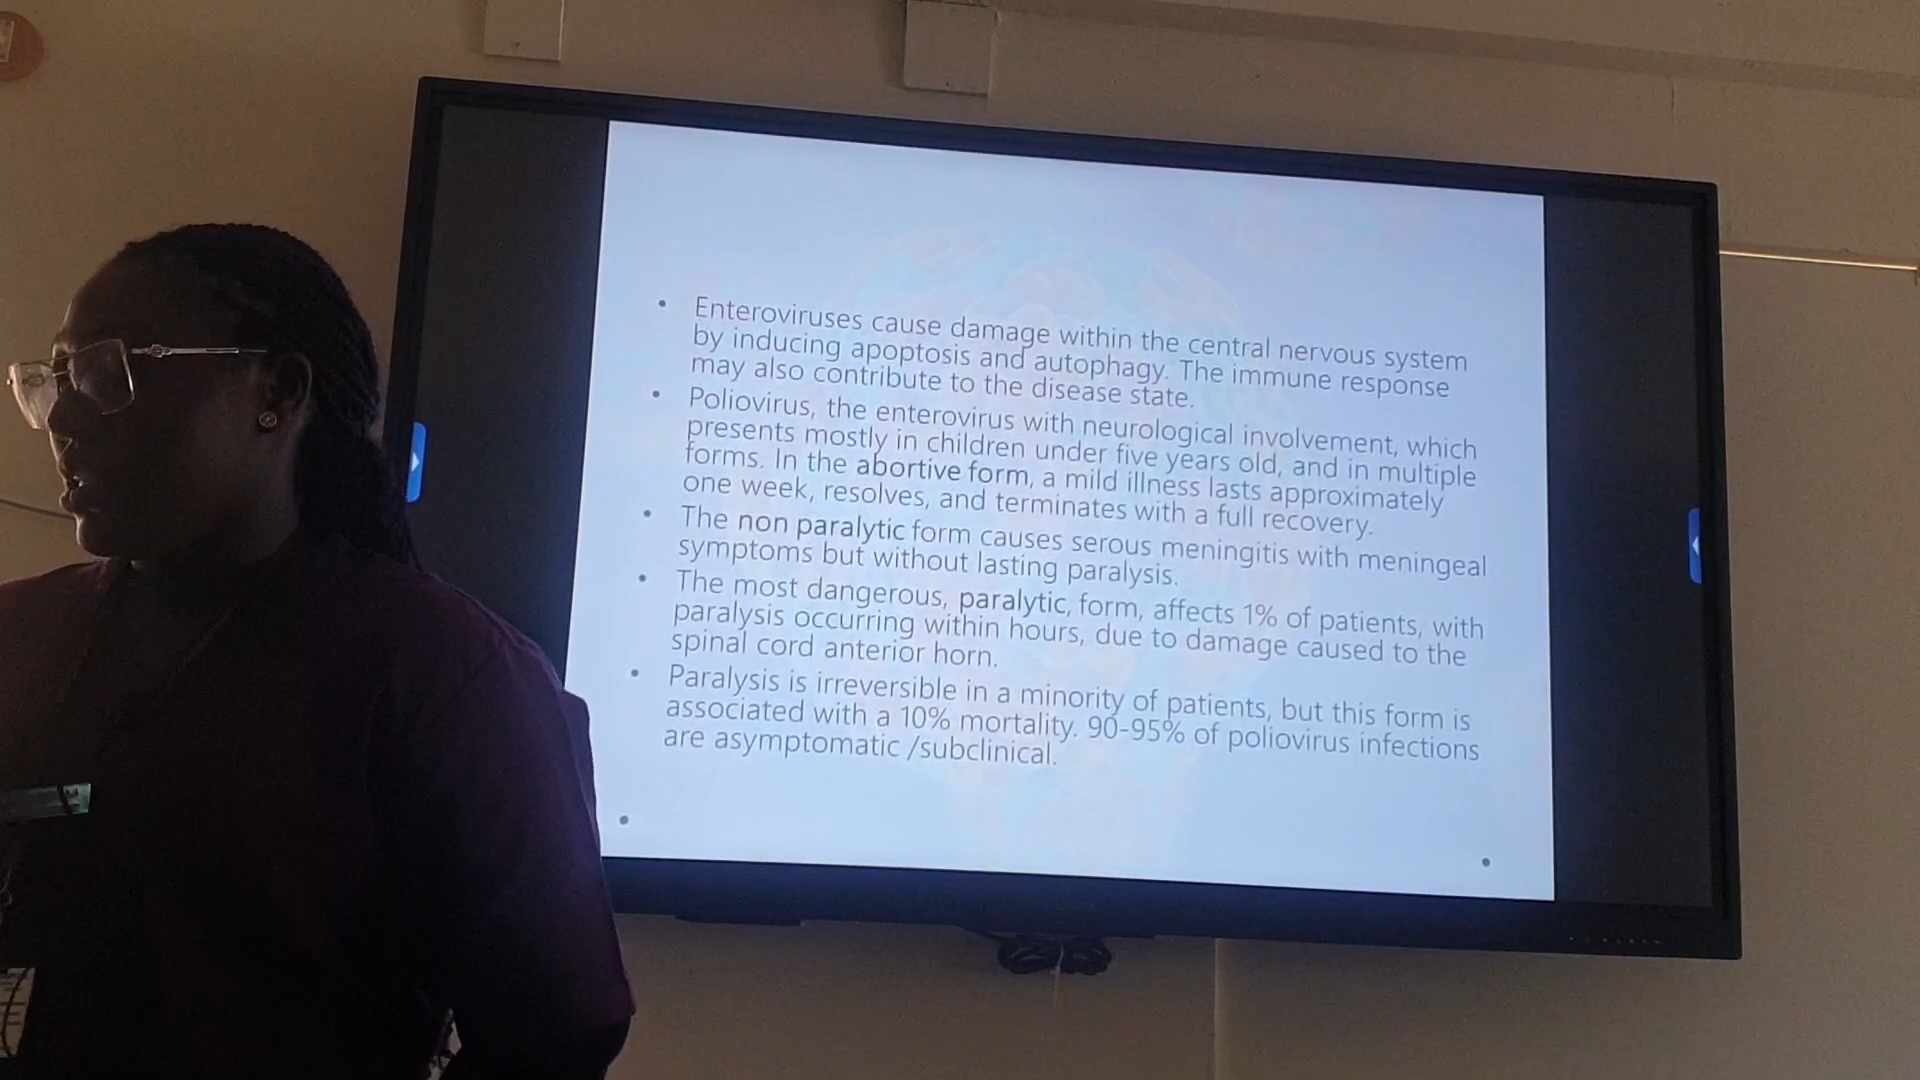 • Enteroviruses cause damage within the central nervous system
by inducing apoptosis and autophagy. The immune response
may also contribute to the disease state.
• Poliovirus, the enterovirus with neurological involvement, which
presents mostly in children under five years old, and in multiple
forms. In the abortive form, a mild illness lasts approximately
one week, resolves, and terminates with a full recovery.
• The non paralytic form causes serous meningitis with meningeal
symptoms but without lasting paralysis.
• The most dangerous, paralytic, form, affects 1% of patients, with
paralysis occurring within hours, due to damage caused to the
spinal cord anterior horn.
• Paralysis is irreversible in a minority of patients, but this form is
associated with a 10% mortality. 90-95% of poliovirus infections
are asymptomatic /subclinical.